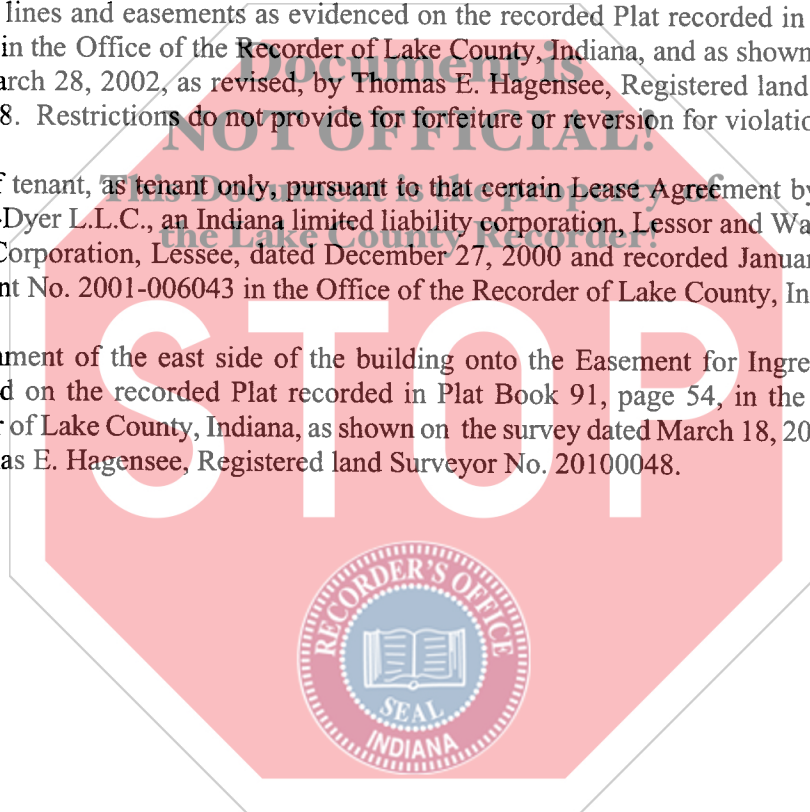 lines and easements as evidenced on the recorded Plat recorded in
in the Office of the Recorder of Lake County, Indiana, and as shown
arch 28, 2002, as revised, by Thomas E. Hagensee, Registered land
8. Restrictions do not provide for forfeiture or reversion for violatio
f tenant, as tenant only, pursuant to that certain Lease Agreement by
-Dyer L.L.C., an Indiana limited liability corporation, Lessor and Wa
Corporation, Lessee, dated December 27, 2000 and recorded Januar
nt No. 2001-006043 in the Office of the Recorder of Lake County, In
ment of the east side of the building onto the Easement for Ingre
d on the recorded Plat recorded in Plat Book 91, page 54, in the
r of Lake County, Indiana, as shown on the survey dated March 18, 20
as E. Hagensee, Registered land Surveyor No. 20100048.
Document is
NOT OFFICIAL!
This Document is the property of
the Lake County Recorder!
STOP
RECORDER'S OFFICE
SEAL
INDIANA